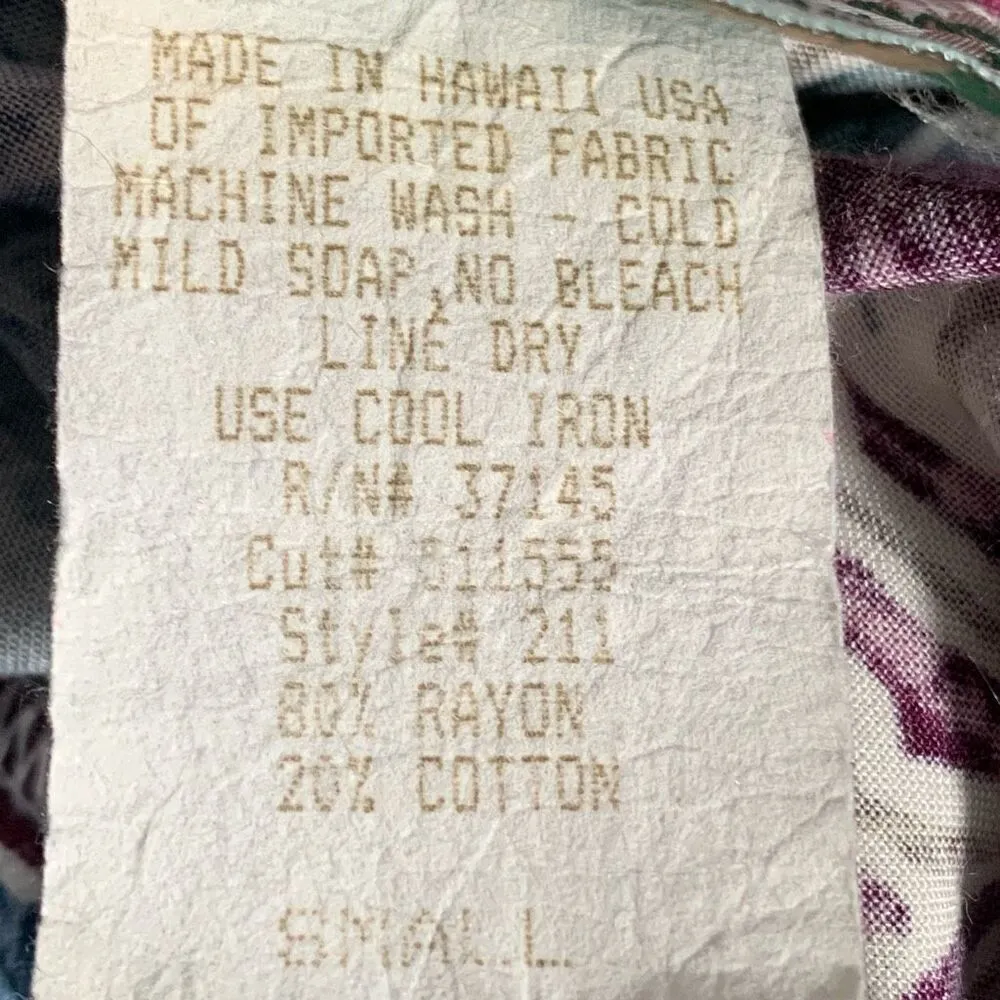 MADE IN HAWAII USA
OF IMPORTED FABRIC
MACHINE WASH - COLD
MILD SOAP,NO BLEACH
LINE DRY
USE COOL IRON
R/N# 37145
Cut#
Style# 211
80% RAYON
20% COTTON
SMALL